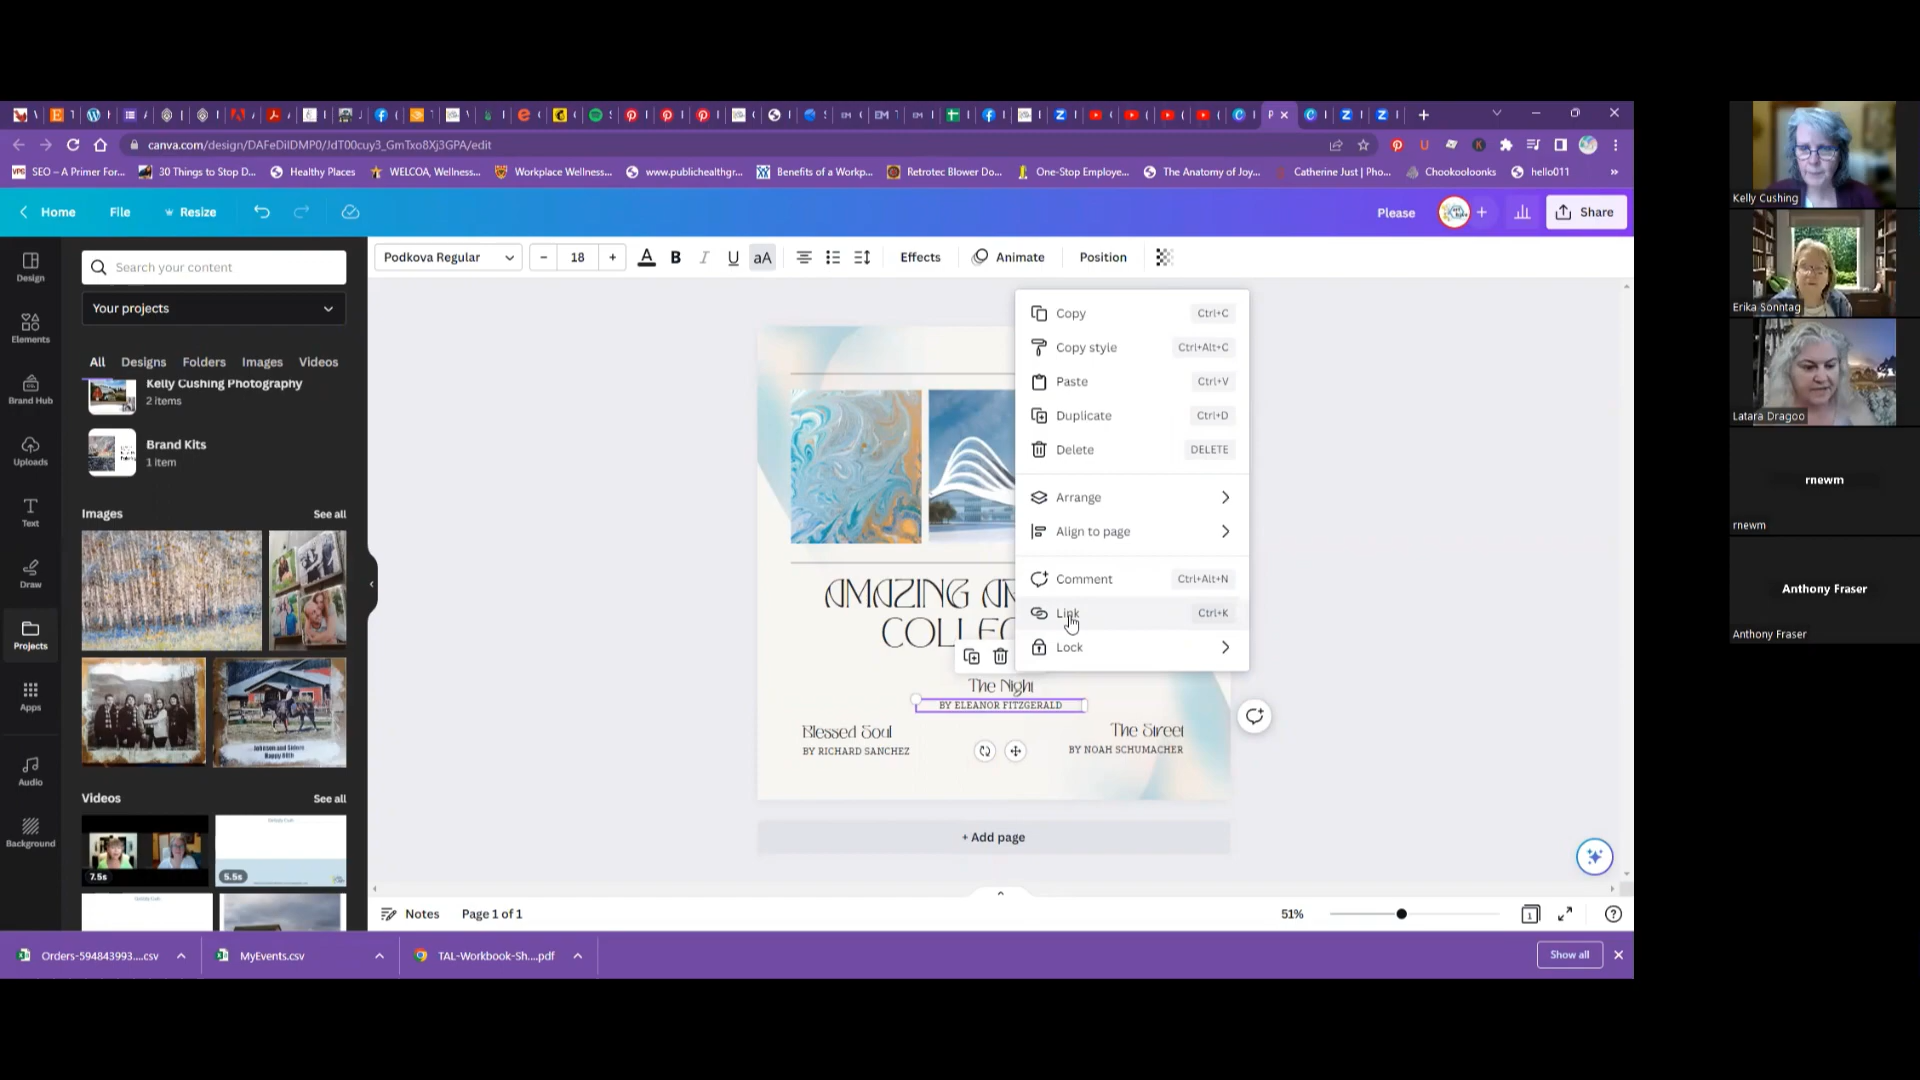 canva.com/design/DAFeDilDMP0/JdT00cuy3_GmTxo8Xj3GPA/edit
SEO – A Primer For...
30 Things to Stop D...
Healthy Places
WELCOA, Wellness...
Workplace Wellness...
www.publichealthgr...
Benefits of a Workp...
Retrotec Blower Do...
One-Stop Employe...
The Anatomy of Joy...
Catherine Just | Pho...
Chookooloonks
hello011
Home
File
Resize
Please
Share
Design
Elements
Brand Hub
Uploads
Text
Draw
Projects
Apps
Audio
Background
Search your content
Your projects
All
Designs
Folders
Images
Videos
Kelly Cushing Photography
2 items
Brand Kits
1 item
Images
See all
Videos
See all
7.5s
5.5s
Podkova Regular
18
A
B
I
U
aA
Effects
Animate
Position
Copy
Ctrl+C
Copy style
Ctrl+Alt+C
Paste
Ctrl+V
Duplicate
Ctrl+D
Delete
DELETE
Arrange
Align to page
Comment
Ctrl+Alt+N
Link
Ctrl+K
Lock
AMAZING
The Night
BY ELEANOR FITZGERALD
Blessed Soul
BY RICHARD SANCHEZ
The Street
BY NOAH SCHUMACHER
+ Add page
Notes
Page 1 of 1
51%
1
Orders-594843993....csv
MyEvents.csv
TAL-Workbook-Sh....pdf
Show all
Kelly Cushing
Erika Sonntag
Latara Dragoo
rnewm
rnewm
Anthony Fraser
Anthony Fraser